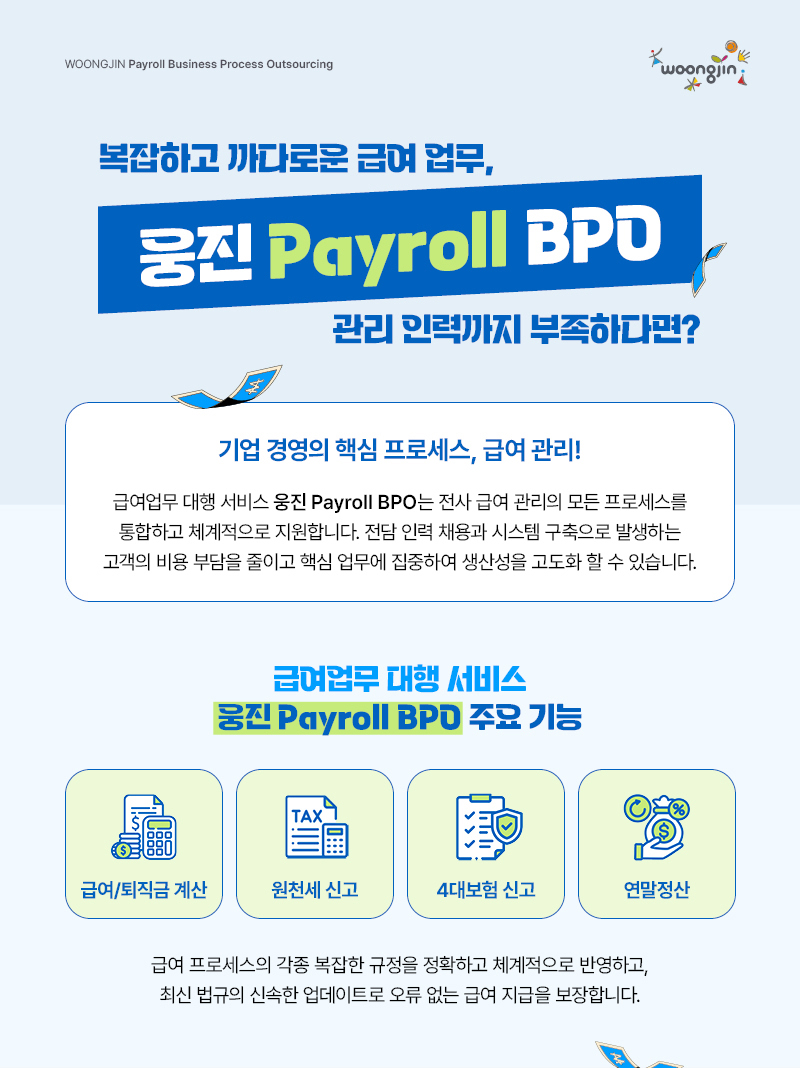 WOONGJIN Payroll Business Process Outsourcing
woongjin
복잡하고 까다로운 급여 업무,
웅진 Payroll BPO
관리 인력까지 부족하다면?
기업 경영의 핵심 프로세스, 급여 관리!
급여업무 대행 서비스 웅진 Payroll BPO는 전사 급여 관리의 모든 프로세스를
통합하고 체계적으로 지원합니다. 전담 인력 채용과 시스템 구축으로 발생하는
고객의 비용 부담을 줄이고 핵심 업무에 집중하여 생산성을 고도화 할 수 있습니다.
급여업무 대행 서비스
웅진 Payroll BPO 주요 기능
TAX
급여/퇴직금 계산
원천세 신고
4대보험 신고
연말정산
급여 프로세스의 각종 복잡한 규정을 정확하고 체계적으로 반영하고,
최신 법규의 신속한 업데이트로 오류 없는 급여 지급을 보장합니다.